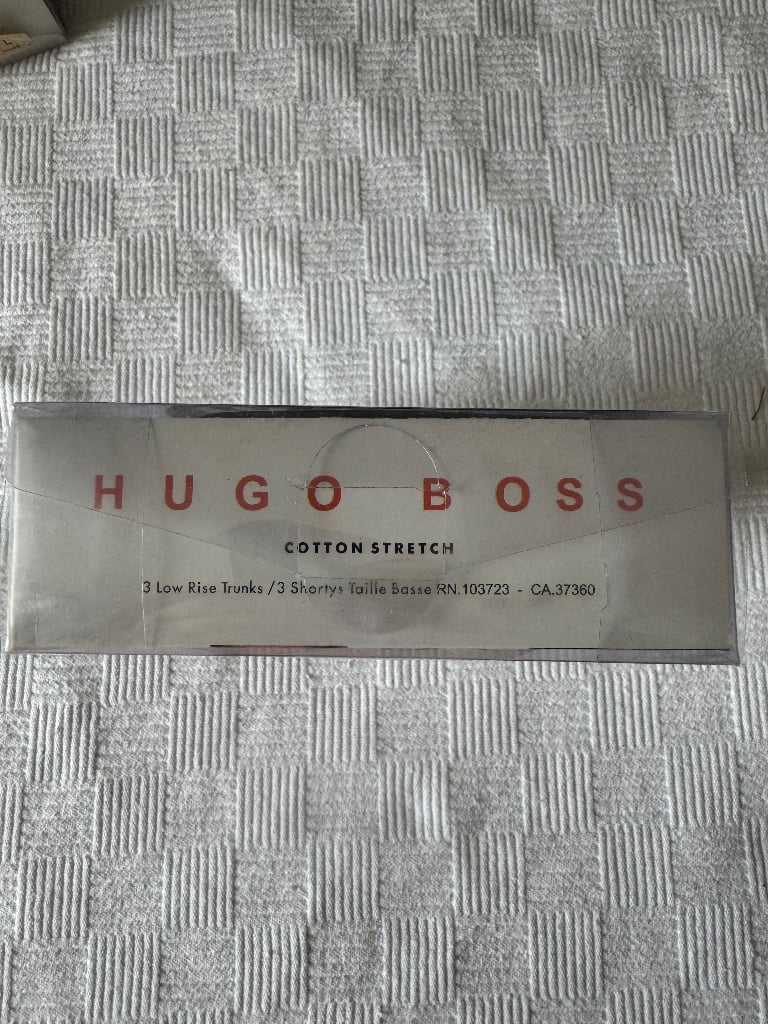 L
HUGO BOSS
COTTON STRETCH
3 Low Rise Trunks /3 Shortys Taille Basse RN.103723 - CA.37360